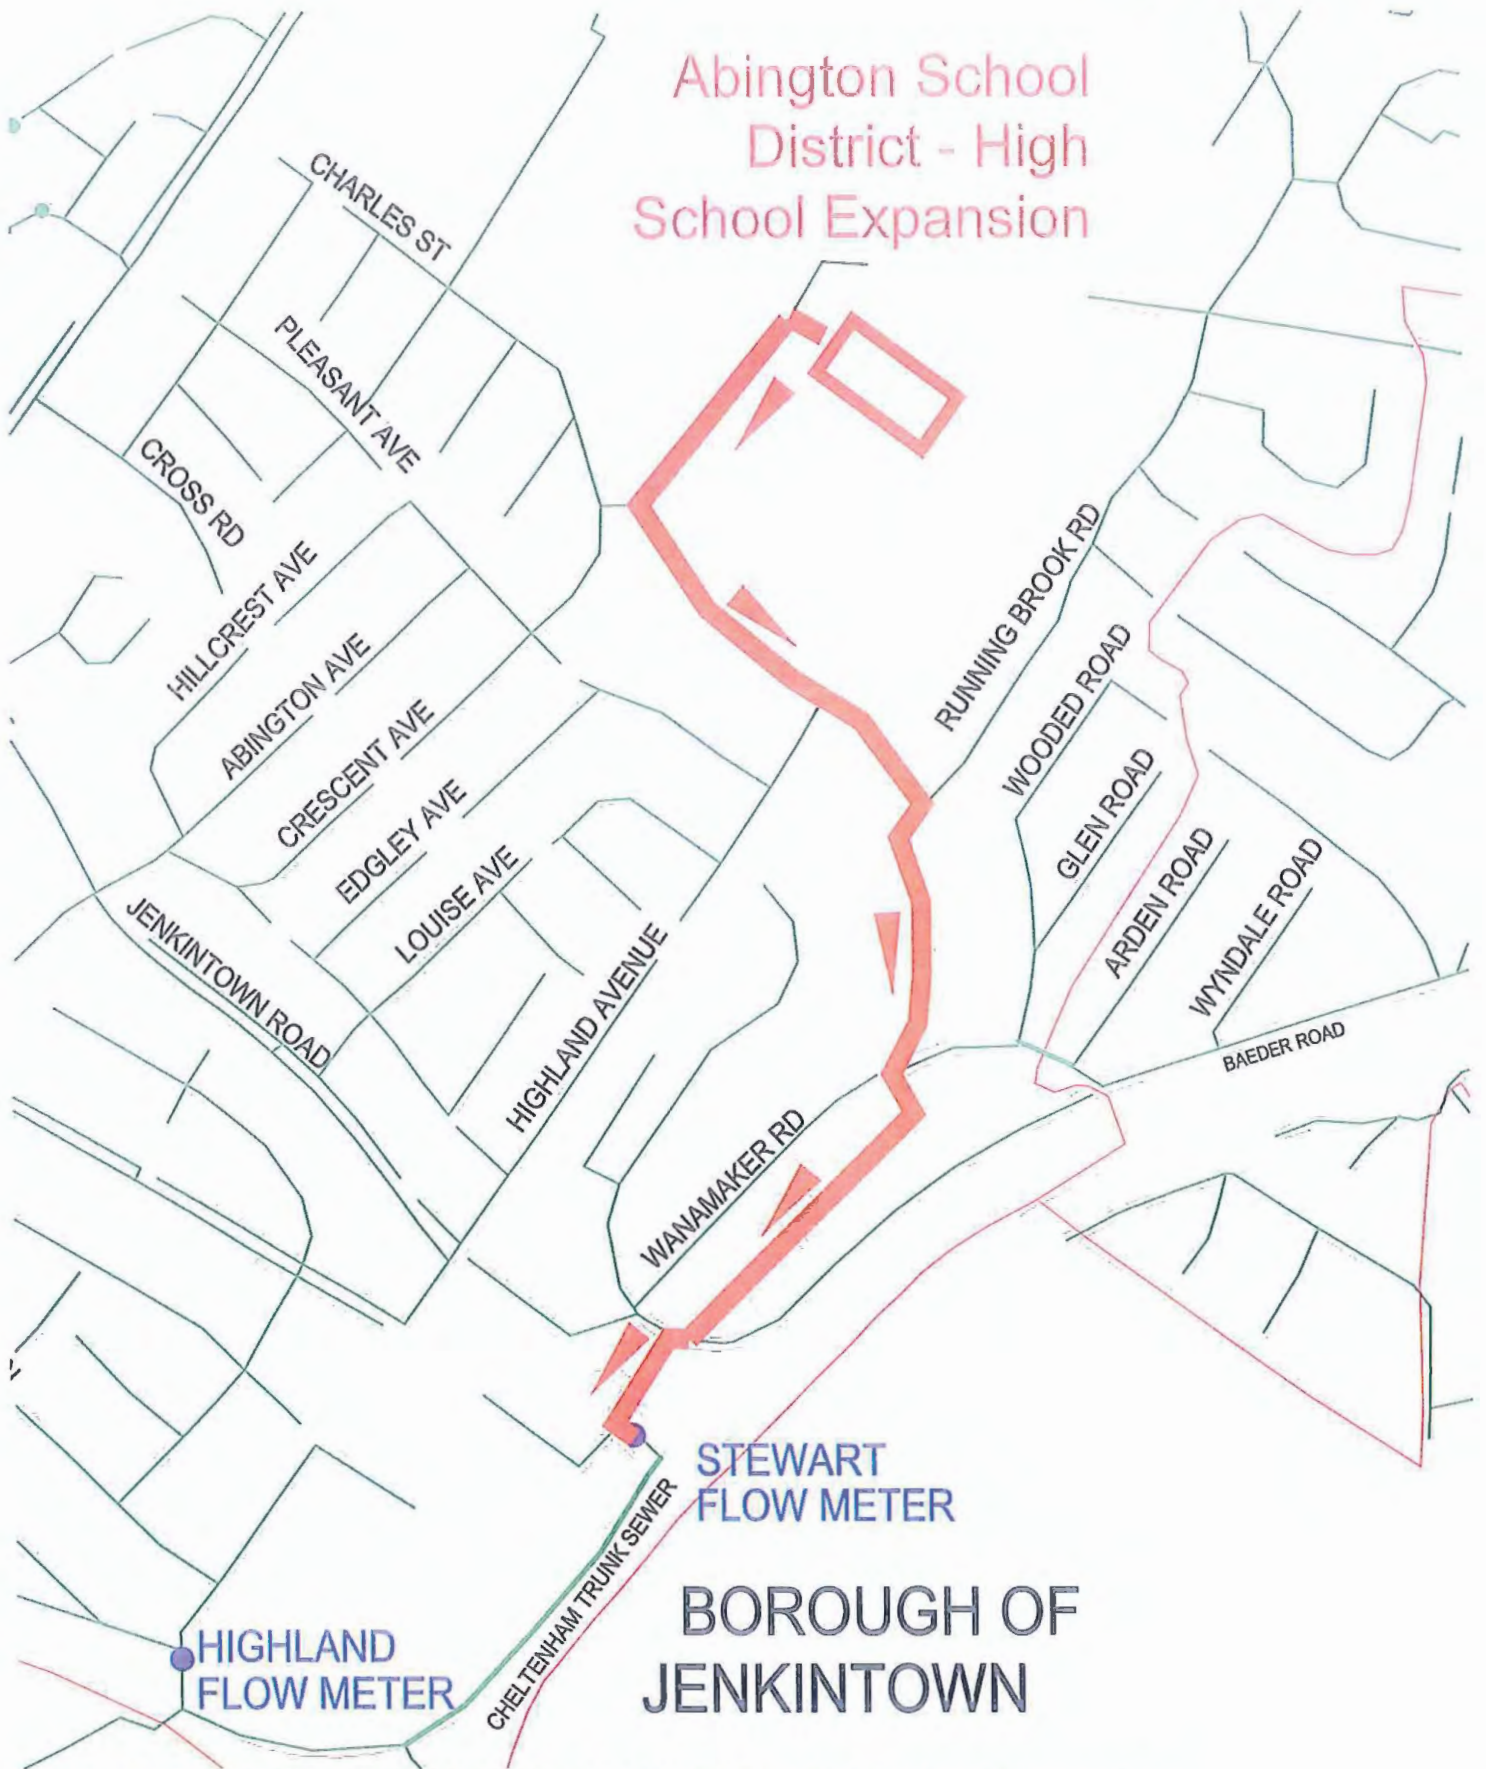 Abington School
District - High
School Expansion
CHARLES ST
PLEASANT AVE
CROSS RD
HILLCREST AVE
ABINGTON AVE
CRESCENT AVE
EDGLEY AVE
LOUISE AVE
JENKINTOWN ROAD
HIGHLAND AVENUE
RUNNING BROOK RD
WOODED ROAD
GLEN ROAD
ARDEN ROAD
WYNDALE ROAD
BAEDER ROAD
WANAMAKER RD
STEWART
FLOW METER
CHELTENHAM TRUNK SEWER
BOROUGH OF
JENKINTOWN
HIGHLAND
FLOW METER